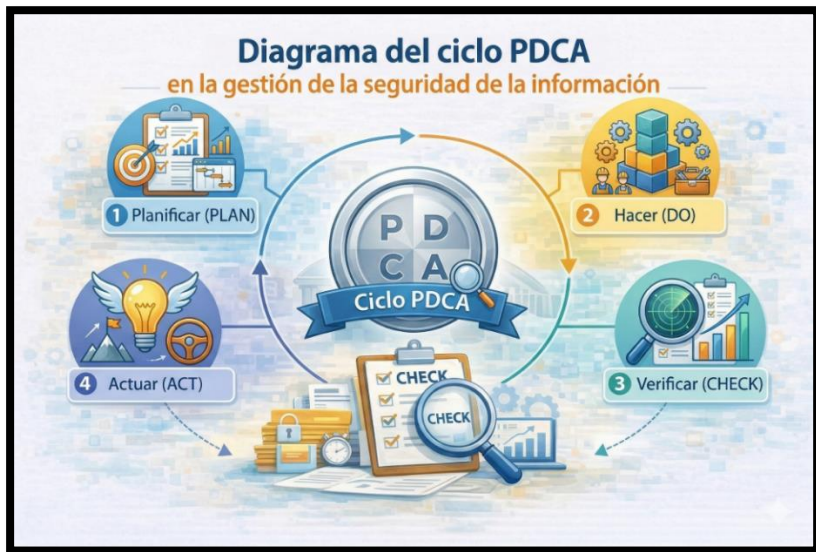 Diagrama del ciclo PDCA
en la gestión de la seguridad de la información
1 Planificar (PLAN)
2 Hacer (DO)
P D
C A
Ciclo PDCA
4 Actuar (ACT)
3 Verificar (CHECK)
CHECK
CHECK